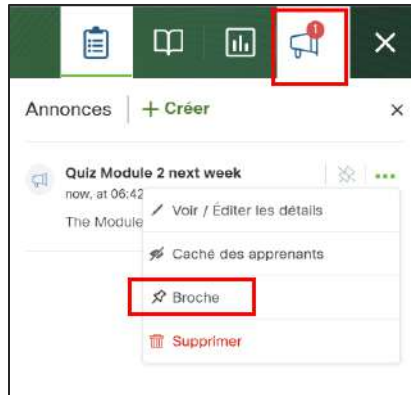 1
Annonces + Créer
Quiz Module 2 next week
now, at 06:42
The Module
Voir / Éditer les détails
Caché des apprenants
Broche
Supprimer